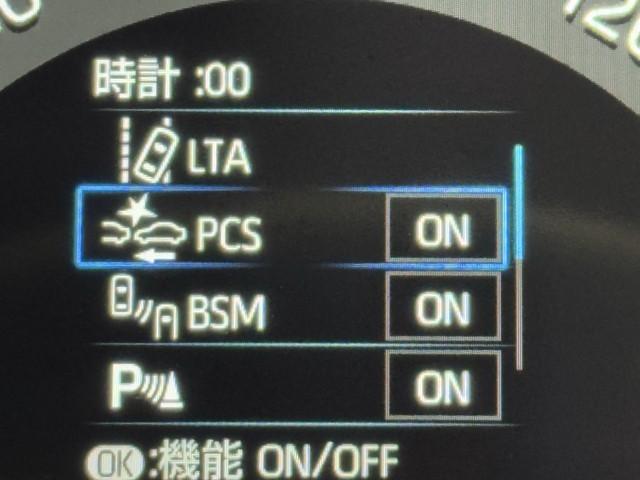 時計 :00
LTA
PCS ON
BSM ON
P ON
OK:機能 ON/OFF